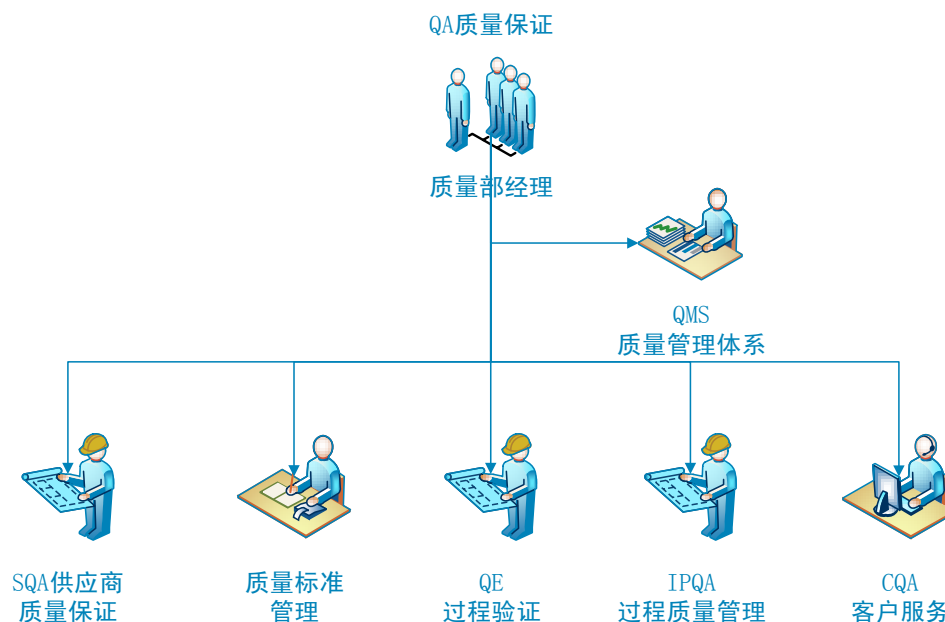 QA质量保证
质量部经理
QMS
质量管理体系
SQA供应商
质量保证
质量标准
管理
QE
过程验证
IPQA
过程质量管理
CQA
客户服务